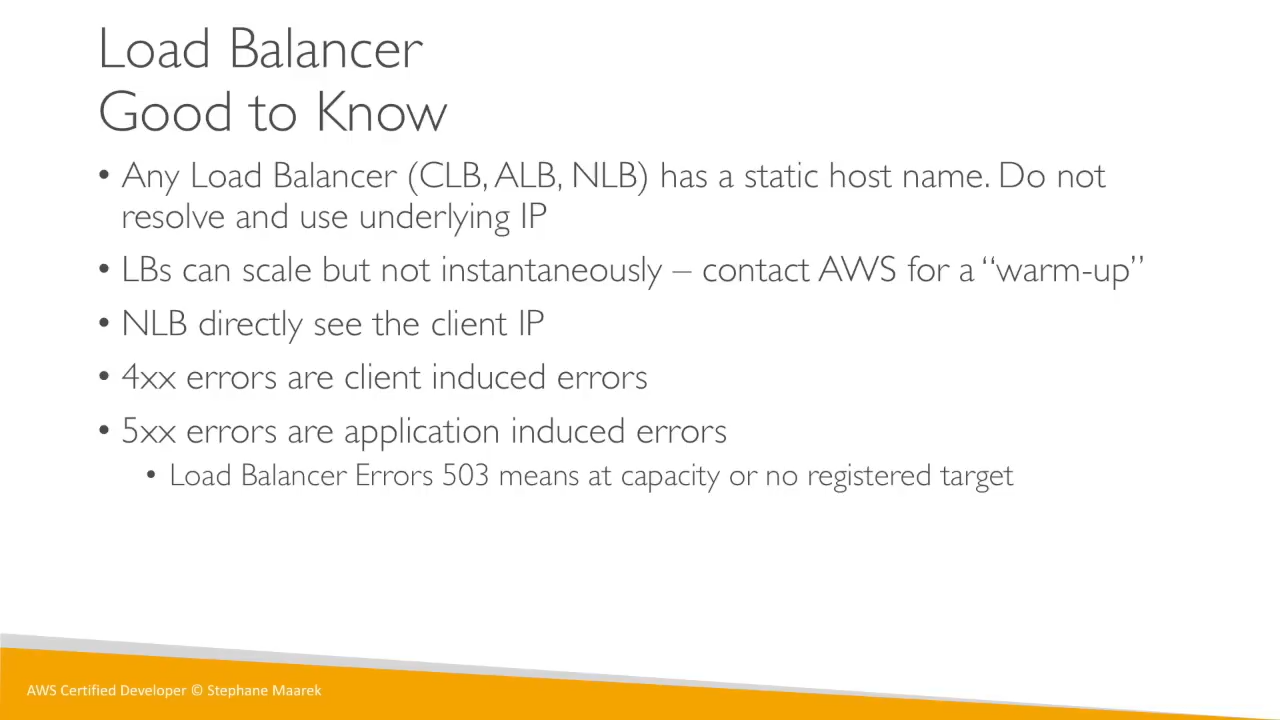 Load Balancer
Good to Know
• Any Load Balancer (CLB, ALB, NLB) has a static host name. Do not
resolve and use underlying IP
• LBs can scale but not instantaneously – contact AWS for a “warm-up”
• NLB directly see the client IP
• 4xx errors are client induced errors
• 5xx errors are application induced errors
• Load Balancer Errors 503 means at capacity or no registered target
AWS Certified Developer © Stephane Maarek